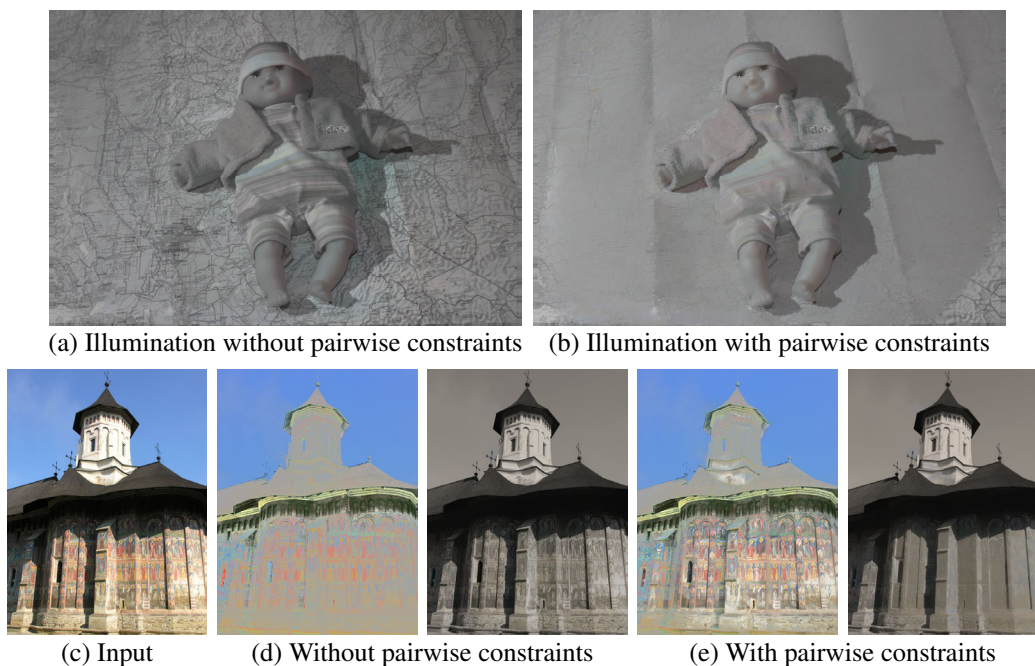 (a) Illumination without pairwise constraints
(b) Illumination with pairwise constraints
(c) Input
(d) Without pairwise constraints
(e) With pairwise constraints